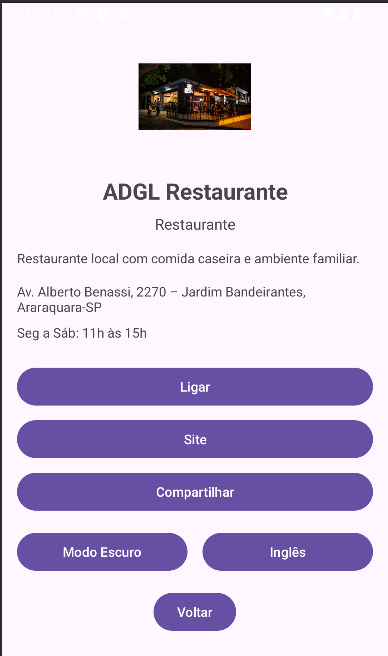 ADGL Restaurante
Restaurante
Restaurante local com comida caseira e ambiente familiar.
Av. Alberto Benassi, 2270 – Jardim Bandeirantes,
Araraquara-SP
Seg a Sáb: 11h às 15h
Ligar
Site
Compartilhar
Modo Escuro
Inglês
Voltar